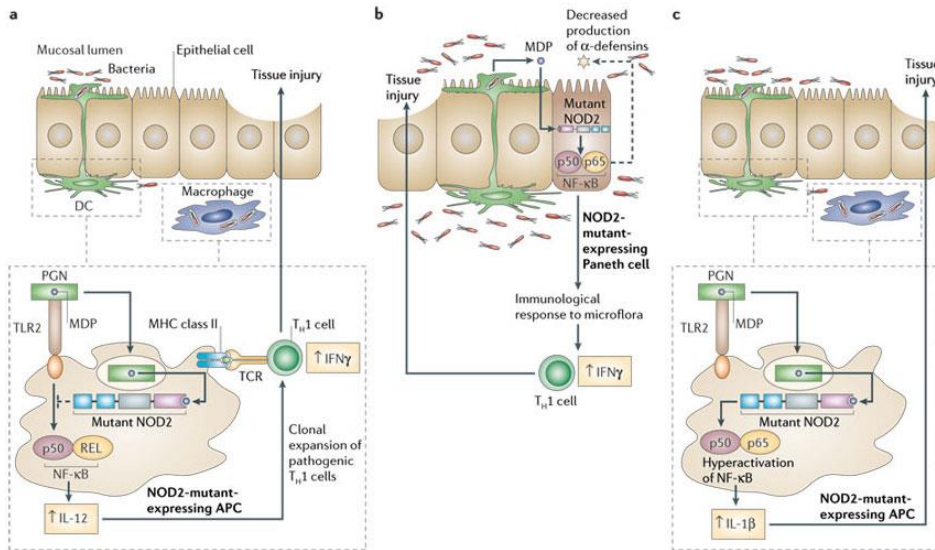 a
Mucosal lumen
Bacteria
Epithelial cell
Tissue injury
DC
Macrophage
PGN
MDP
TLR2
MHC class II
TCR
TH1 cell
↑ IFNγ
Mutant NOD2
p50
REL
NF-κB
↑ IL-12
NOD2-mutant-
expressing APC
Clonal
expansion of
pathogenic
TH1 cells
b
MDP
Decreased
production
of α-defensins
Tissue
injury
Mutant
NOD2
p50
p65
NF-κB
NOD2-
mutant-
expressing
Paneth cell
Immunological
response to microflora
↑ IFNγ
TH1 cell
c
Tissue
injury
PGN
MDP
TLR2
Mutant NOD2
p50
p65
Hyperactivation
of NF-κB
↑ IL-1β
NOD2-mutant-
expressing APC